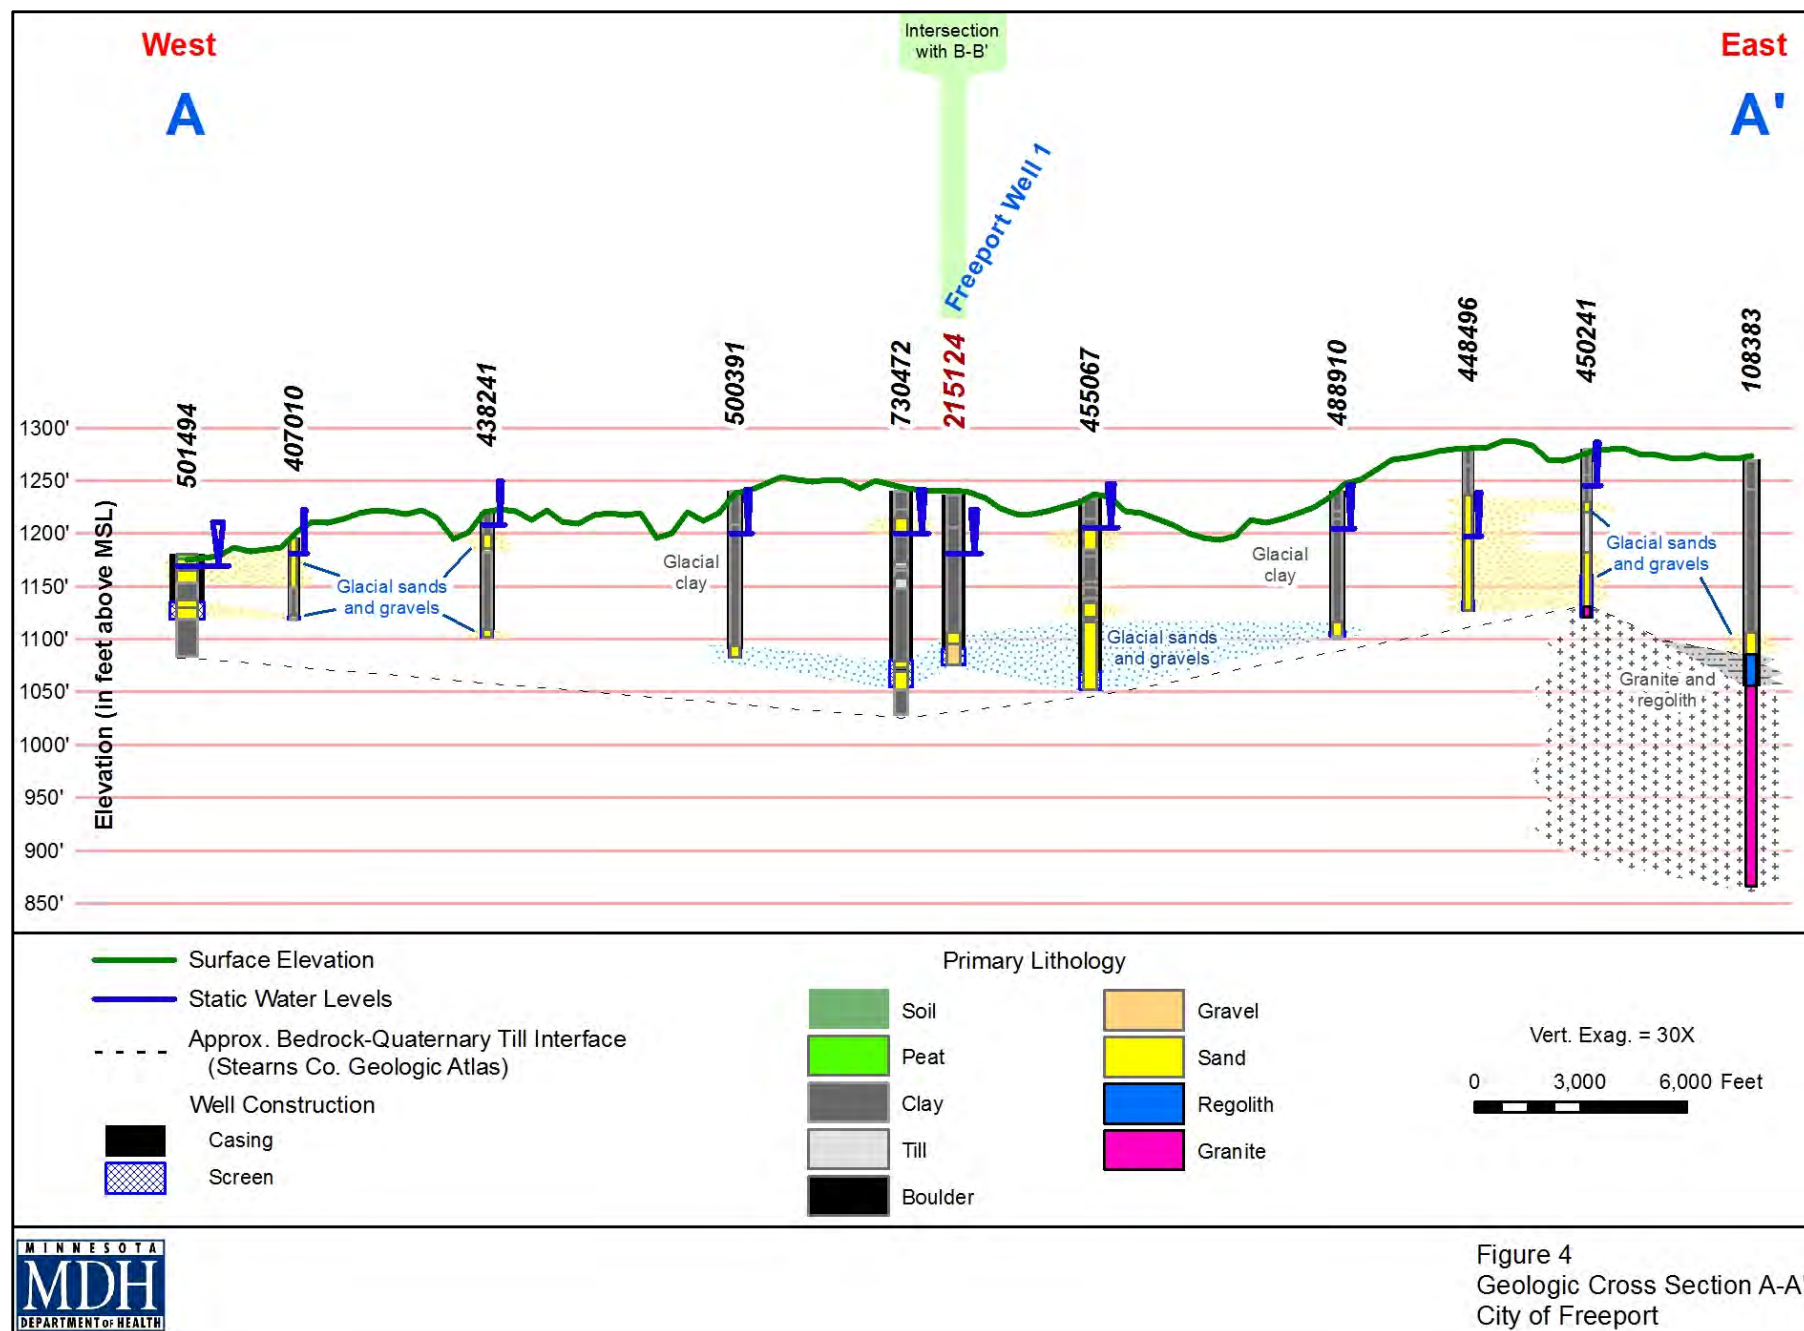 West
Intersection
with B-B'
East
A
A'
Freeport Well 1
501494
407010
438241
500391
730472
215124
455067
488910
448496
450241
108383
1300'
1250'
1200'
1150'
1100'
1050'
1000'
950'
900'
850'
Elevation (in feet above MSL)
Glacial sands
and gravels
Glacial
clay
Glacial sands
and gravels
Glacial
clay
Glacial sands
and gravels
Granite and
regolith
Surface Elevation
Static Water Levels
Approx. Bedrock-Quaternary Till Interface
(Stearns Co. Geologic Atlas)
Well Construction
Casing
Screen
Primary Lithology
Soil
Peat
Clay
Till
Boulder
Gravel
Sand
Regolith
Granite
Vert. Exag. = 30X
0 3,000 6,000 Feet
MINNESOTA
MDH
DEPARTMENT OF HEALTH
Figure 4
Geologic Cross Section A-A'
City of Freeport